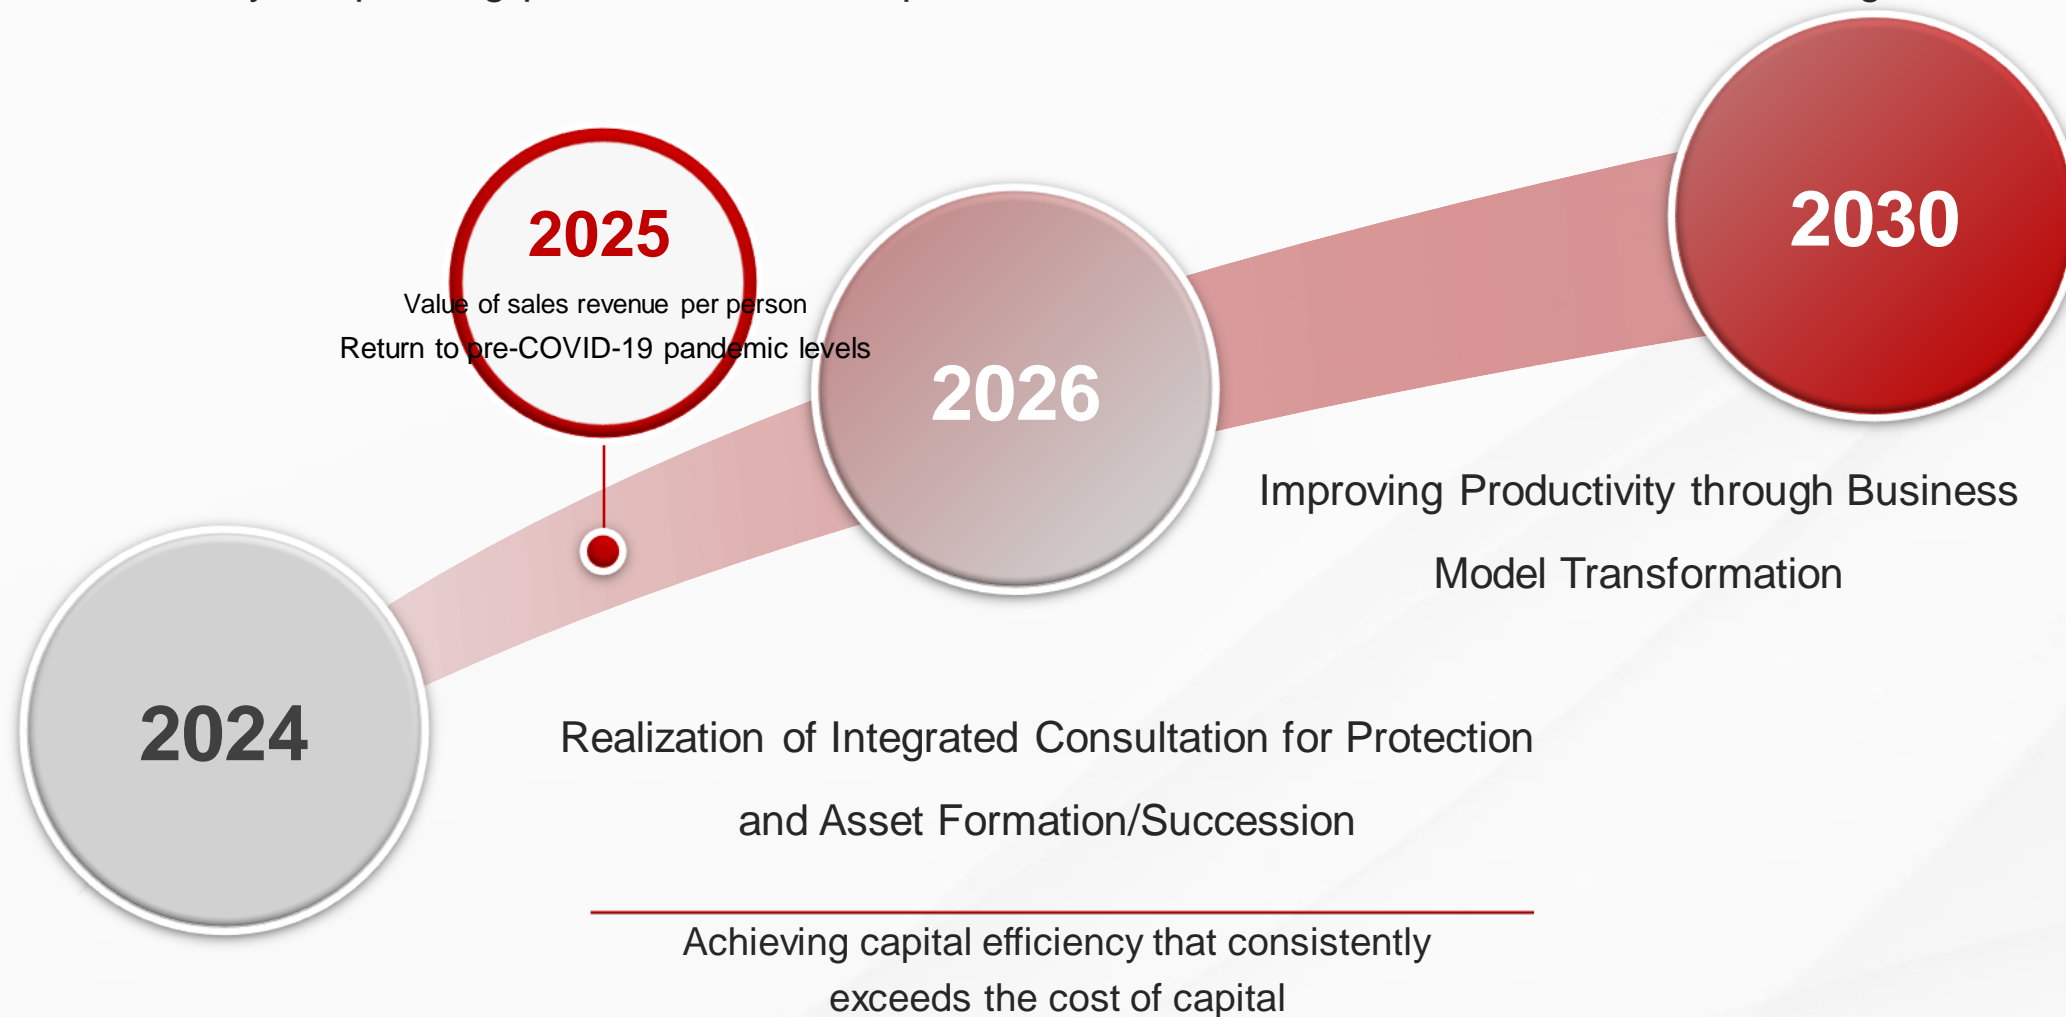 2030
2025
Value of sales revenue per person
Return to pre-COVID-19 pandemic levels
2026
Improving Productivity through Business
Model Transformation
2024
Realization of Integrated Consultation for Protection
and Asset Formation/Succession
Achieving capital efficiency that consistently
exceeds the cost of capital